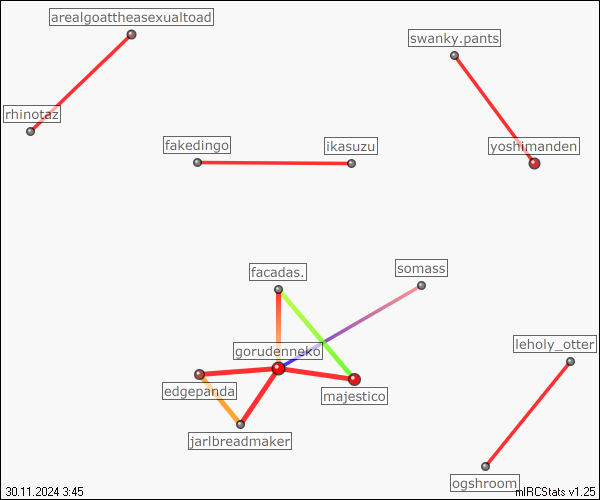 arealgoattheasexualtoad
swanky.pants
rhinotaz
fakedingo
ikasuzu
yoshimanden
facadas.
somass
gorudenneko
leholy_otter
edgepanda
majestico
jarlbreadmaker
ogshroom
30.11.2024 3:45
mIRCStats v1.25